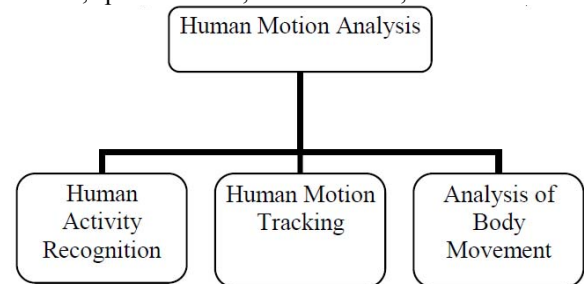 Human Motion Analysis
Human
Activity
Recognition
Human Motion
Tracking
Analysis of
Body
Movement